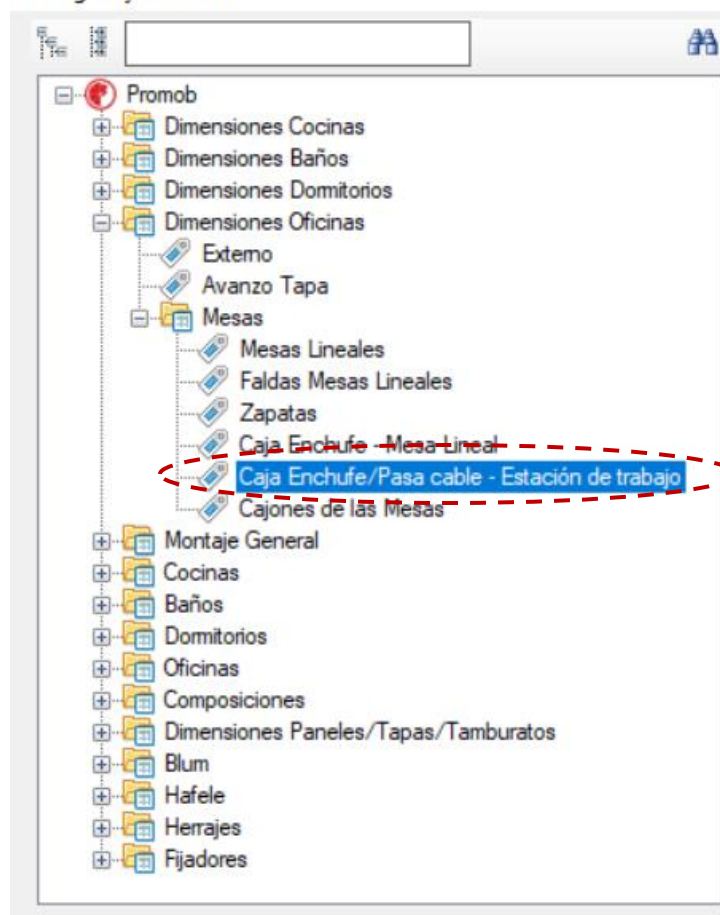 Promob
Dimensiones Cocinas
Dimensiones Baños
Dimensiones Dormitorios
Dimensiones Oficinas
Externo
Avanzo Tapa
Mesas
Mesas Lineales
Faldas Mesas Lineales
Zapatas
Caja Enchufe - Mesa Lineal
Caja Enchufe/Pasa cable - Estación de trabajo
Cajones de las Mesas
Montaje General
Cocinas
Baños
Dormitorios
Oficinas
Composiciones
Dimensiones Paneles/Tapas/Tamburatos
Blum
Hafele
Herrajes
Fijadores